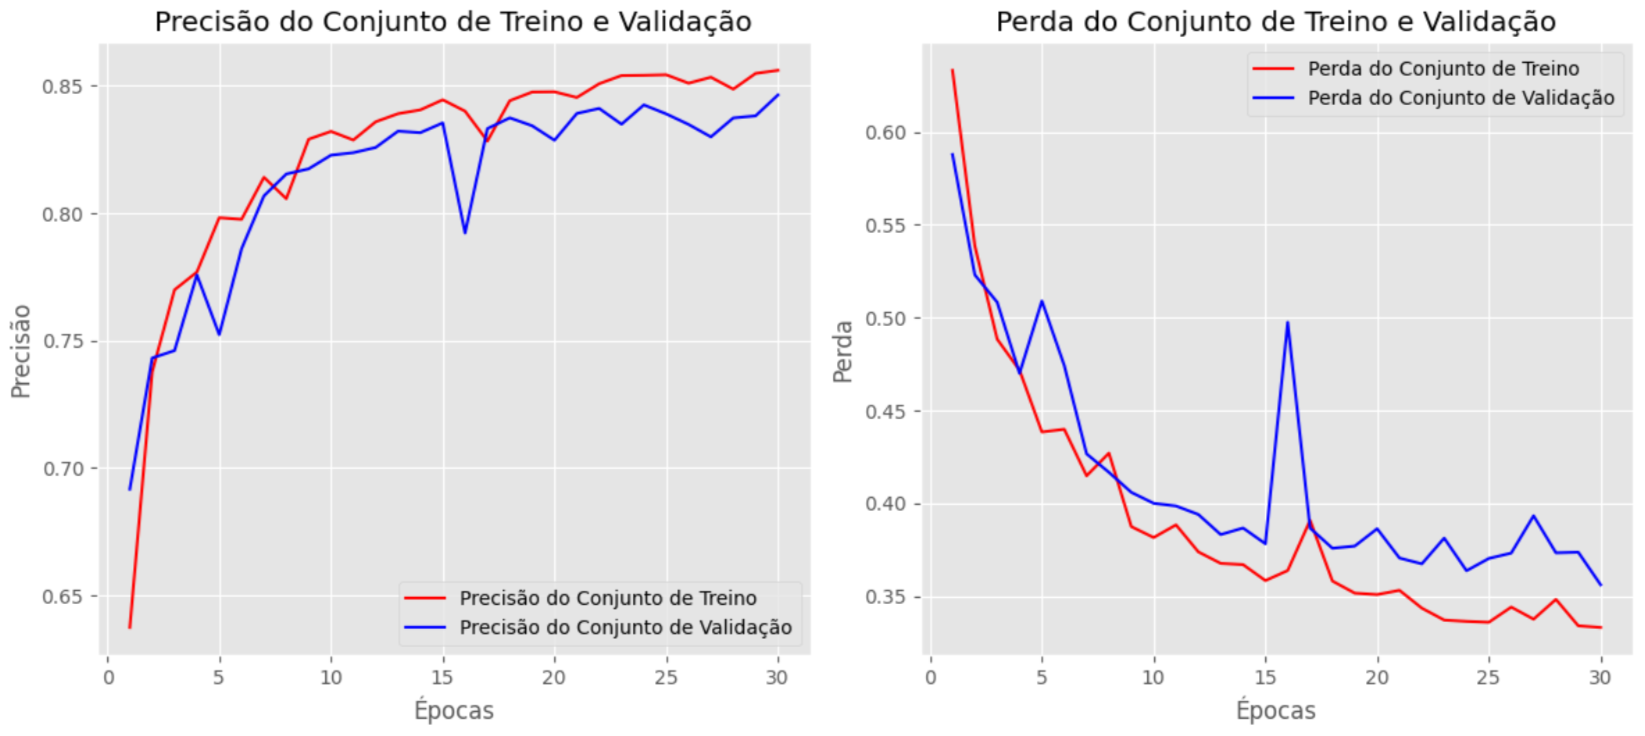 Precisão do Conjunto de Treino e Validação
0.85
0.80
0.75
0.70
0.65
Precisão
Precisão do Conjunto de Treino
Precisão do Conjunto de Validação
0 5 10 15 20 25 30
Épocas
Perda do Conjunto de Treino e Validação
Perda do Conjunto de Treino
Perda do Conjunto de Validação
0.60
0.55
0.50
0.45
0.40
0.35
Perda
0 5 10 15 20 25 30
Épocas